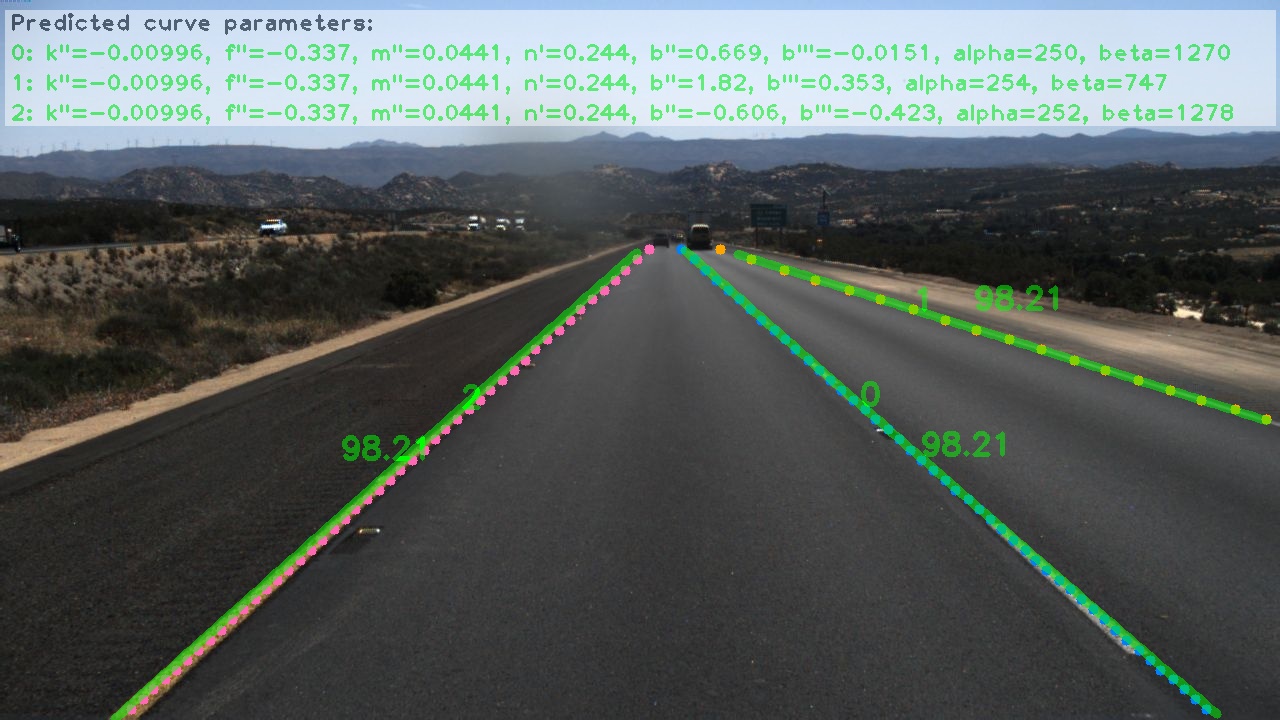 Predicted curve parameters:
0: k''=-0.00996, f''=-0.337, m''=0.0441, n'=0.244, b''=0.669, b'''=-0.0151, alpha=250, beta=1270
1: k''=-0.00996, f''=-0.337, m''=0.0441, n'=0.244, b''=1.82, b'''=0.353, alpha=254, beta=747
2: k''=-0.00996, f''=-0.337, m''=0.0441, n'=0.244, b''=-0.606, b'''=-0.423, alpha=252, beta=1278
1 98.21
2 0
98.21 98.21